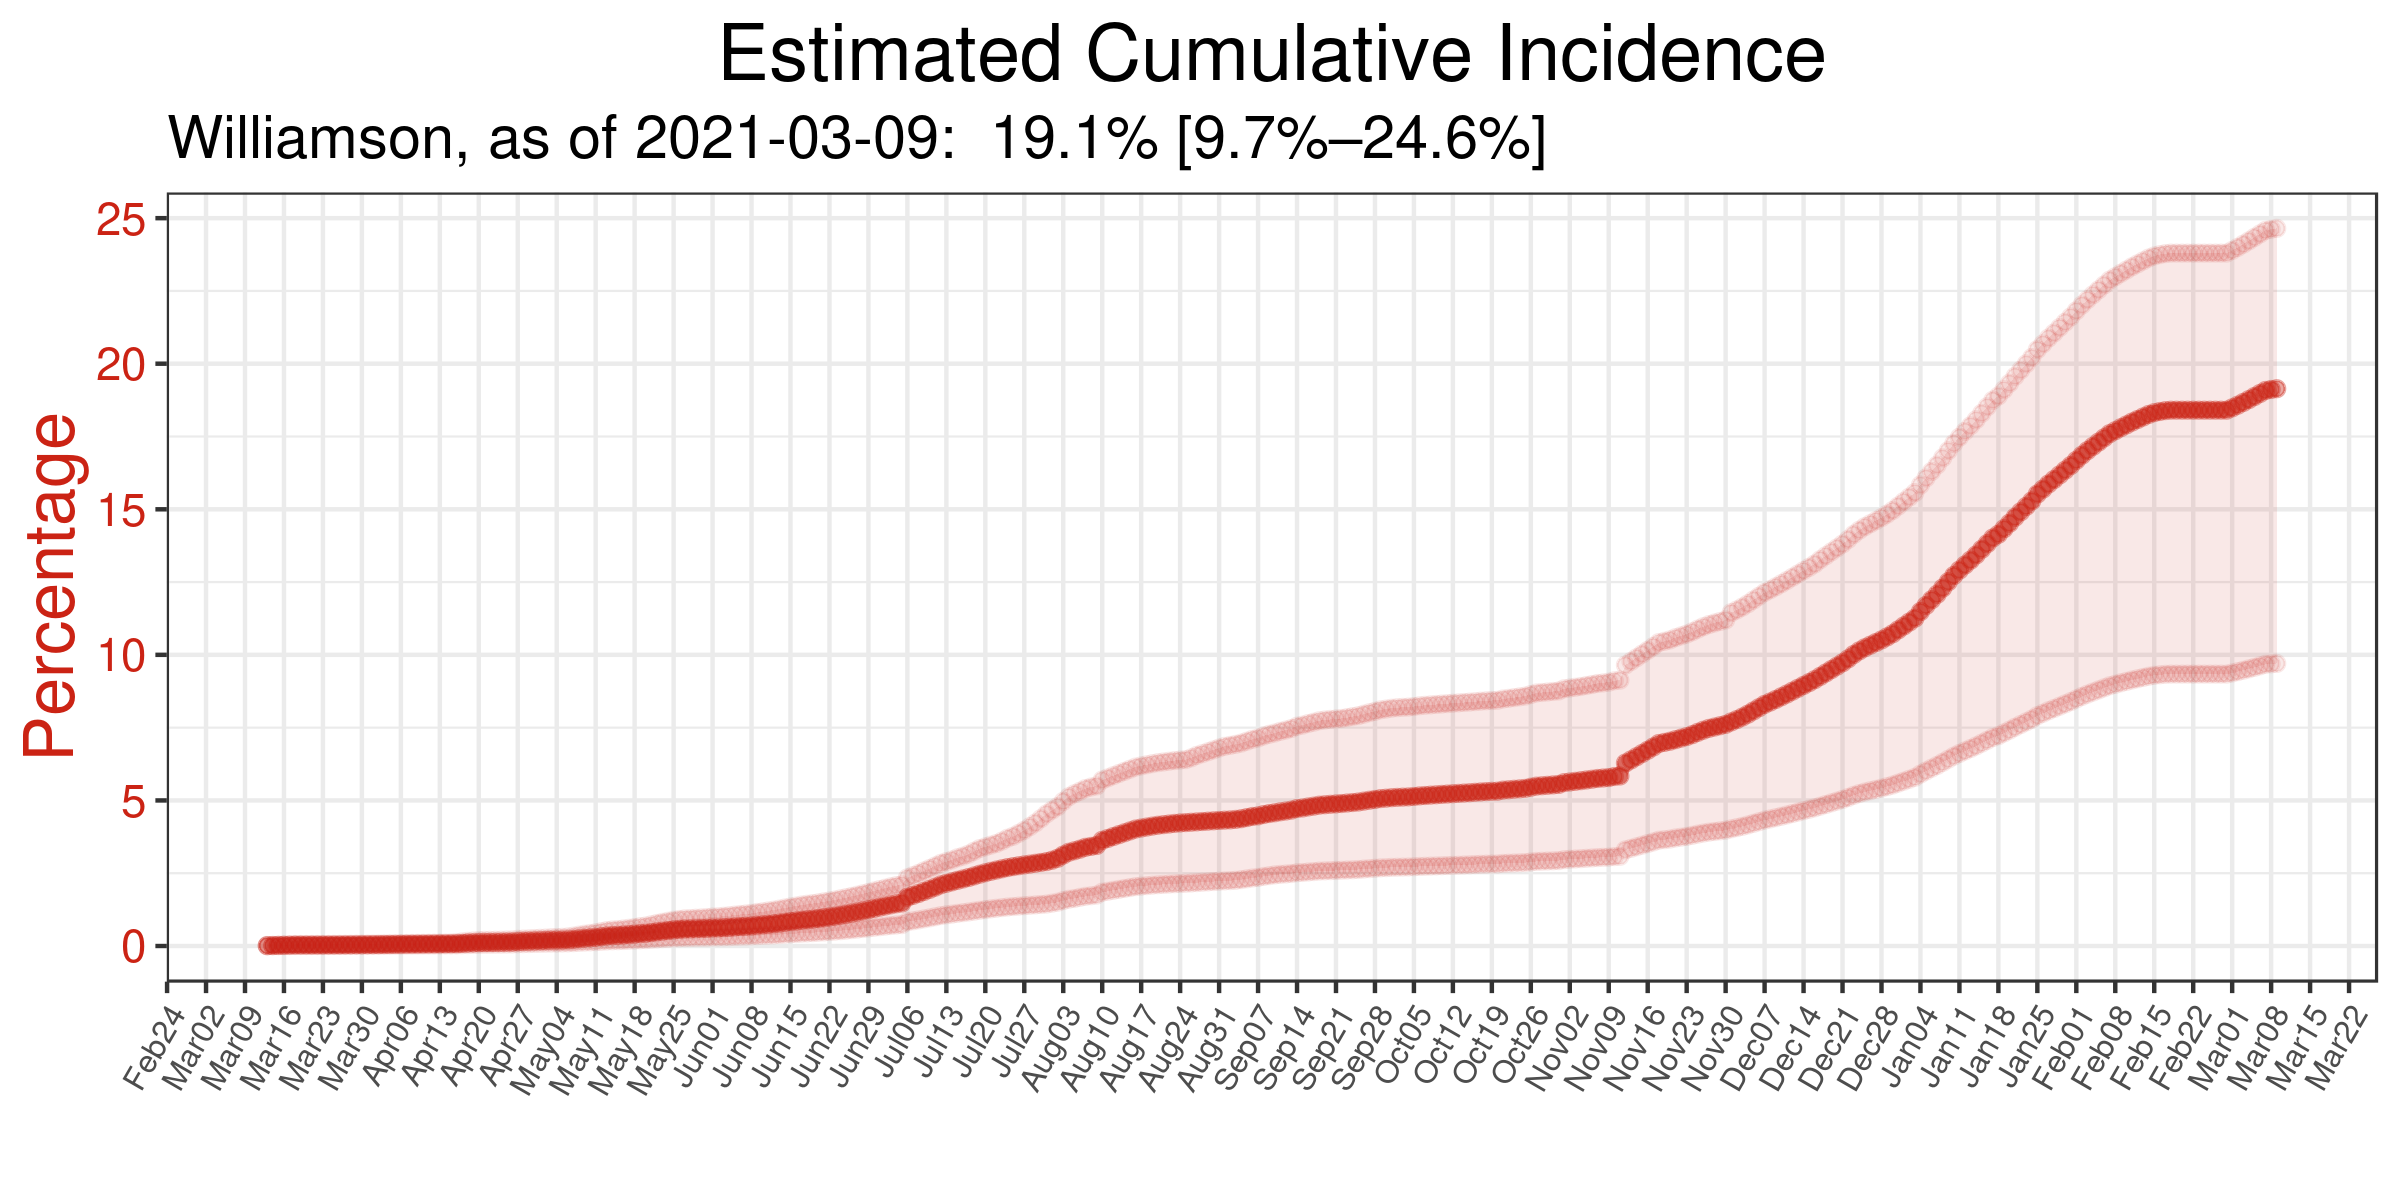 Estimated Cumulative Incidence
Williamson, as of 2021-03-09:  19.1% [9.7%–24.6%]
Percentage
25
20
15
10
5
0
Feb24
Mar02
Mar09
Mar16
Mar23
Mar30
Apr06
Apr13
Apr20
Apr27
May04
May11
May18
May25
Jun01
Jun08
Jun15
Jun22
Jun29
Jul06
Jul13
Jul20
Jul27
Aug03
Aug10
Aug17
Aug24
Aug31
Sep07
Sep14
Sep21
Sep28
Oct05
Oct12
Oct19
Oct26
Nov02
Nov09
Nov16
Nov23
Nov30
Dec07
Dec14
Dec21
Dec28
Jan04
Jan11
Jan18
Jan25
Feb01
Feb08
Feb15
Feb22
Mar01
Mar08
Mar15
Mar22